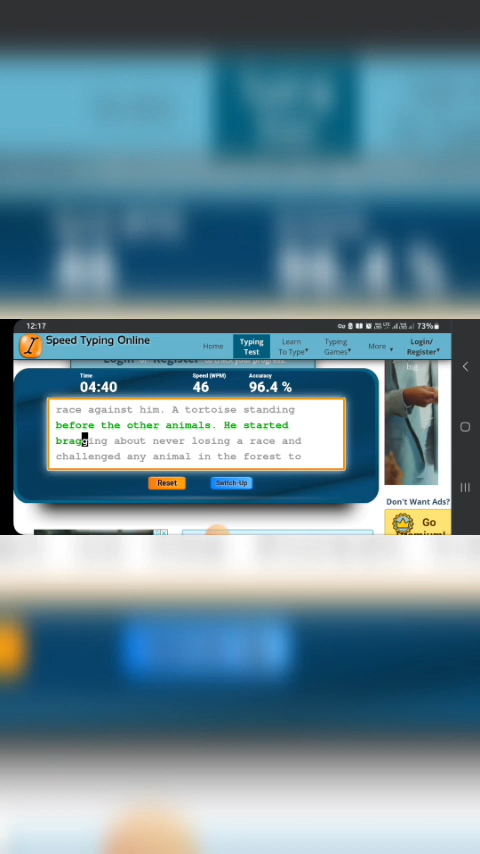 12:17
73%
Speed Typing Online
Home
Typing Test
Learn To Type
Typing Games
More
Login/ Register
Time
04:40
Speed (WPM)
46
Accuracy
96.4 %
race against him. A tortoise standing
before the other animals. He started
bragging about never losing a race and
challenged any animal in the forest to
Reset
Switch-Up
Don't Want Ads?
Go
Premium!